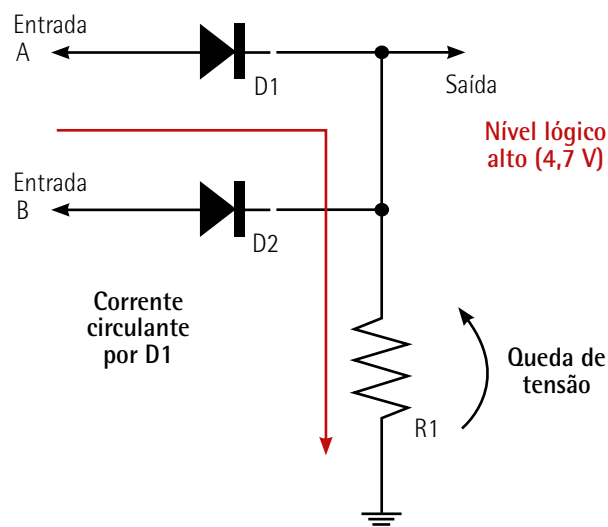 Entrada
A
D1
Saída
Nível lógico
alto (4,7 V)
Entrada
B
D2
Corrente
circulante
por D1
Queda de
tensão
R1